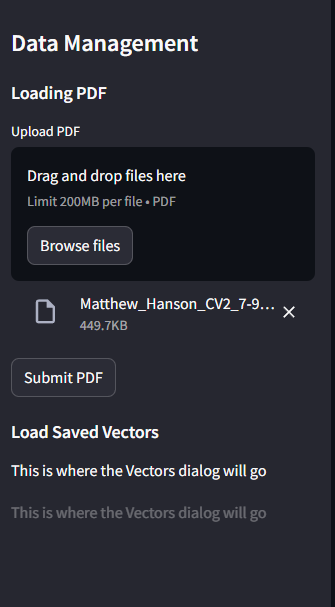 Data Management
Loading PDF
Upload PDF
Drag and drop files here
Limit 200MB per file • PDF
Browse files
Matthew_Hanson_CV2_7-9...
449.7KB
Submit PDF
Load Saved Vectors
This is where the Vectors dialog will go
This is where the Vectors dialog will go